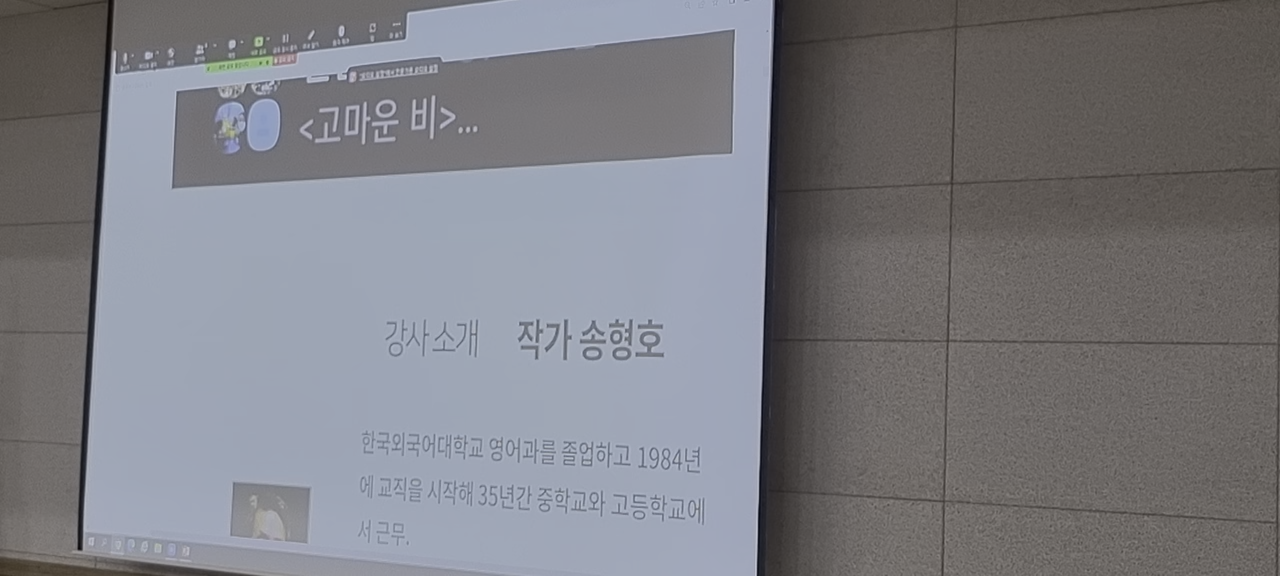 <고마운 비>...
강사 소개 작가 송형호
한국외국어대학교 영어과를 졸업하고 1984년
에 교직을 시작해 35년간 중학교와 고등학교에
서 근무.